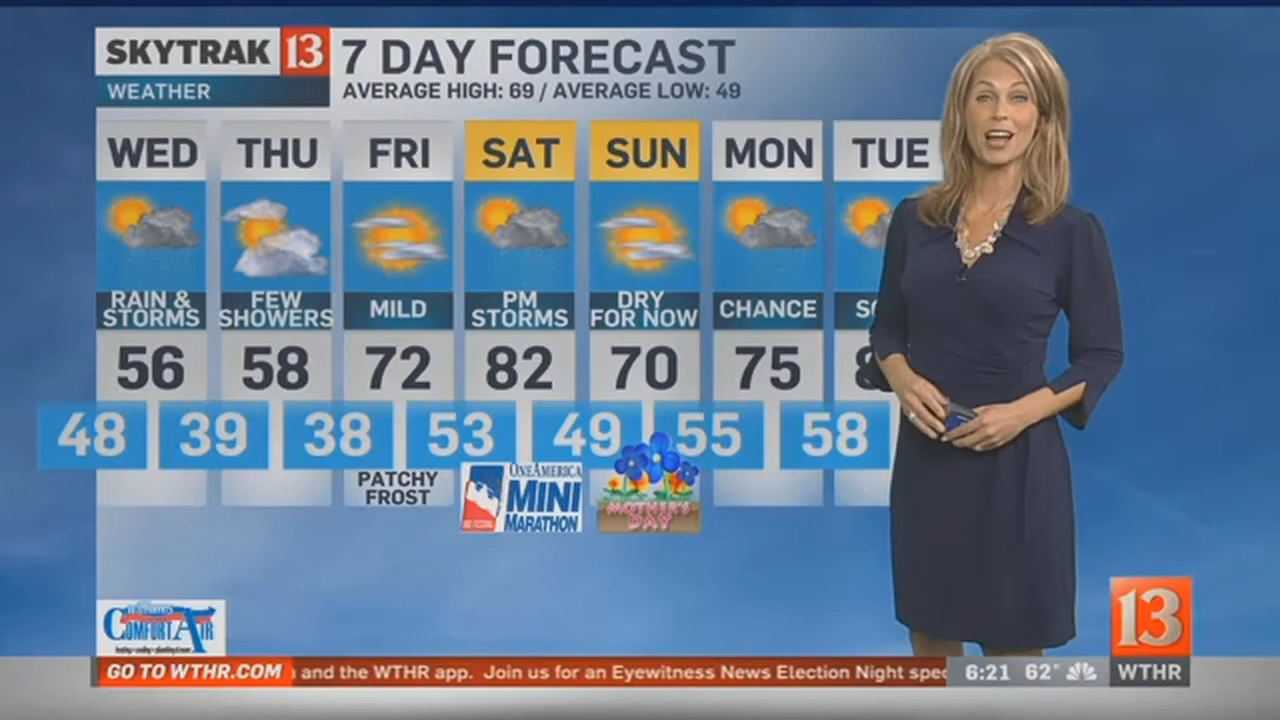 SKYTRAK 13
WEATHER
7 DAY FORECAST
AVERAGE HIGH: 69 / AVERAGE LOW: 49
WED THU FRI SAT SUN MON TUE
RAIN & STORMS
FEW SHOWERS
MILD
PM STORMS
DRY FOR NOW
CHANCE
56 58 72 82 70 75
48 39 38 53 49 55 58
PATCHY FROST
ONEAMERICA
MINI
MARATHON
MOTHER'S
DAY
COMFORT AIR
GO TO WTHR.COM and the WTHR app. Join us for an Eyewitness News Election Night spec
6:21 62°
13
WTHR